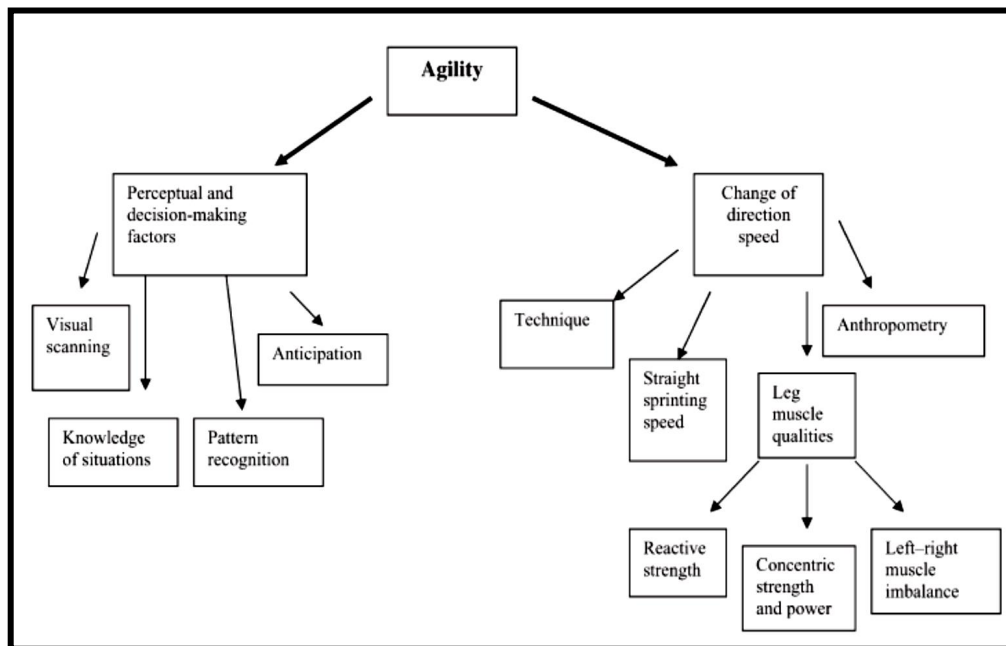 Agility
Perceptual and
decision-making
factors
Change of
direction
speed
Visual
scanning
Anticipation
Knowledge
of situations
Pattern
recognition
Technique
Straight
sprinting
speed
Leg
muscle
qualities
Anthropometry
Reactive
strength
Concentric
strength
and power
Left–right
muscle
imbalance